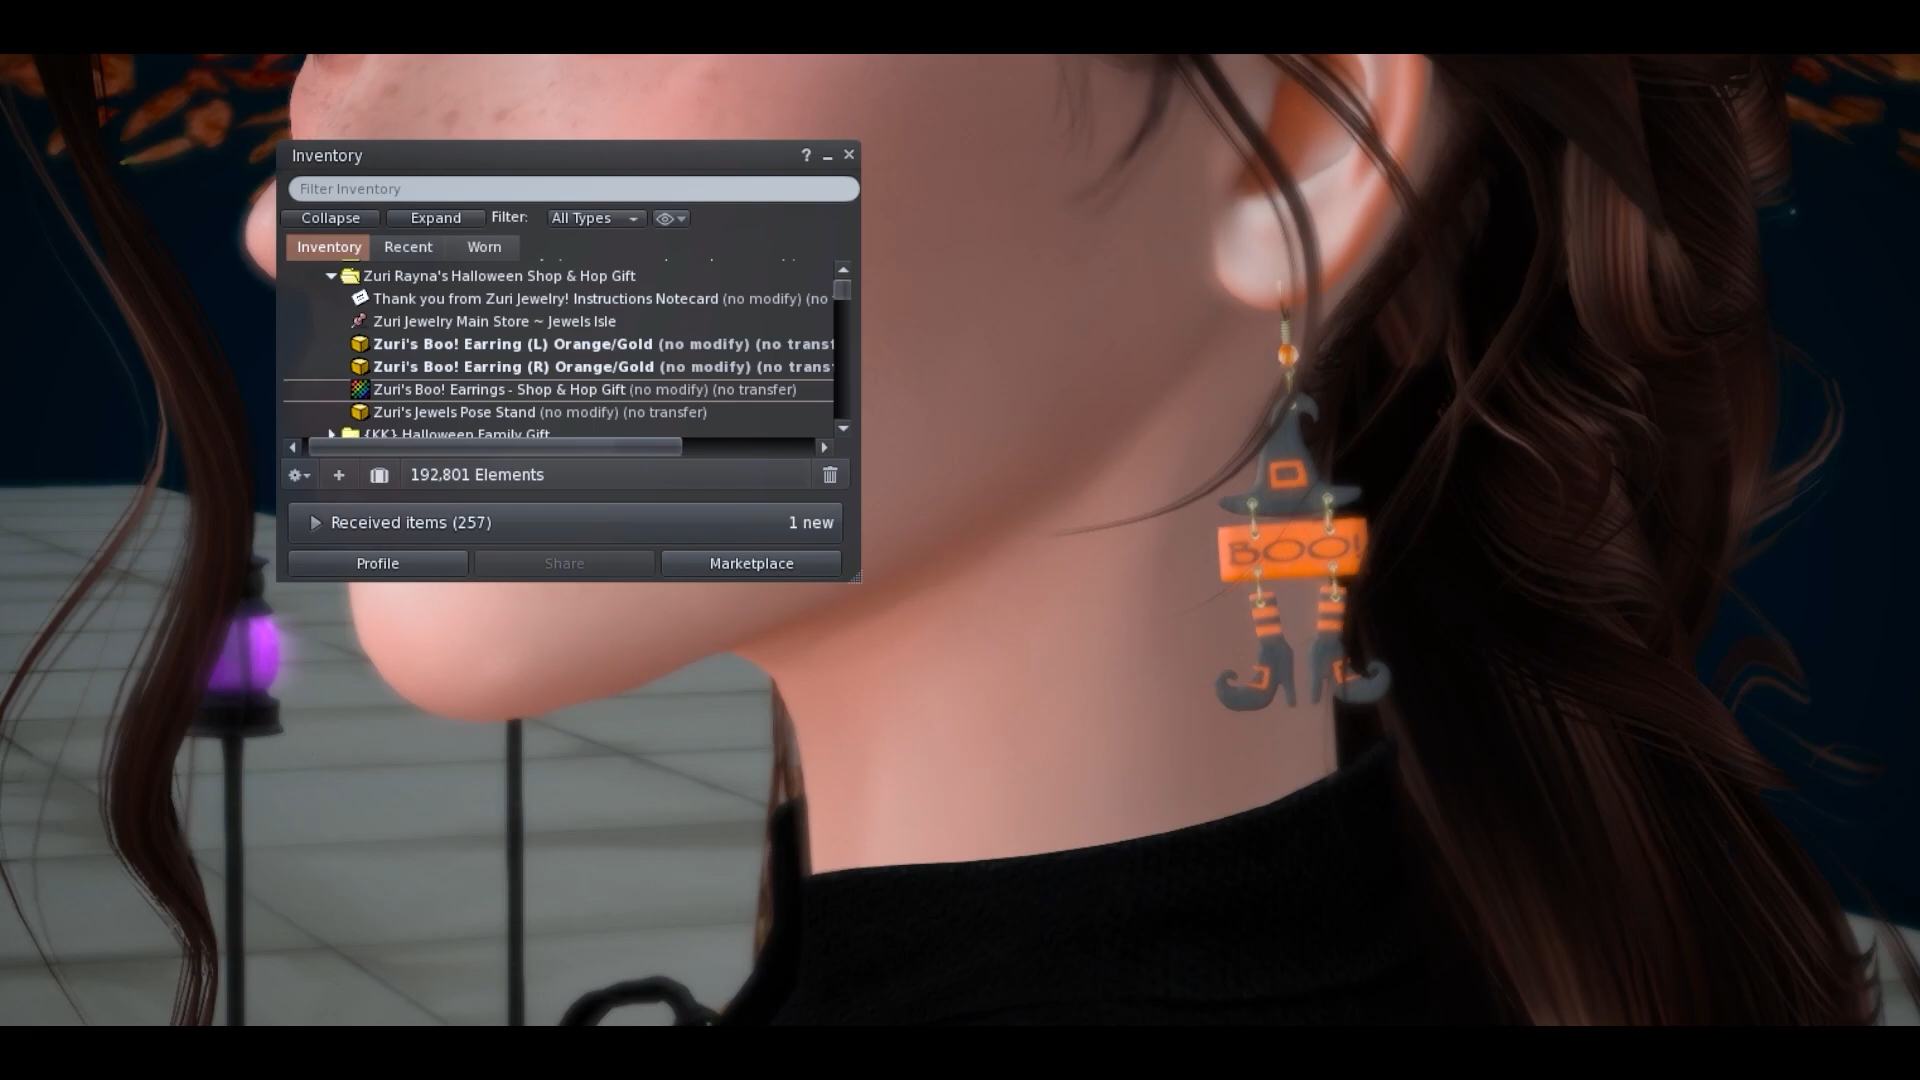 Inventory
Filter Inventory
Collapse Expand Filter: All Types
Inventory Recent Worn
Zuri Rayna's Halloween Shop & Hop Gift
Thank you from Zuri Jewelry! Instructions Notecard (no modify) (no
Zuri Jewelry Main Store ~ Jewels Isle
Zuri's Boo! Earring (L) Orange/Gold (no modify) (no transf
Zuri's Boo! Earring (R) Orange/Gold (no modify) (no trans
Zuri's Boo! Earrings - Shop & Hop Gift (no modify) (no transfer)
Zuri's Jewels Pose Stand (no modify) (no transfer)
{KK} Halloween Family Gift
192,801 Elements
Received items (257) 1 new
Profile Share Marketplace
BOO!